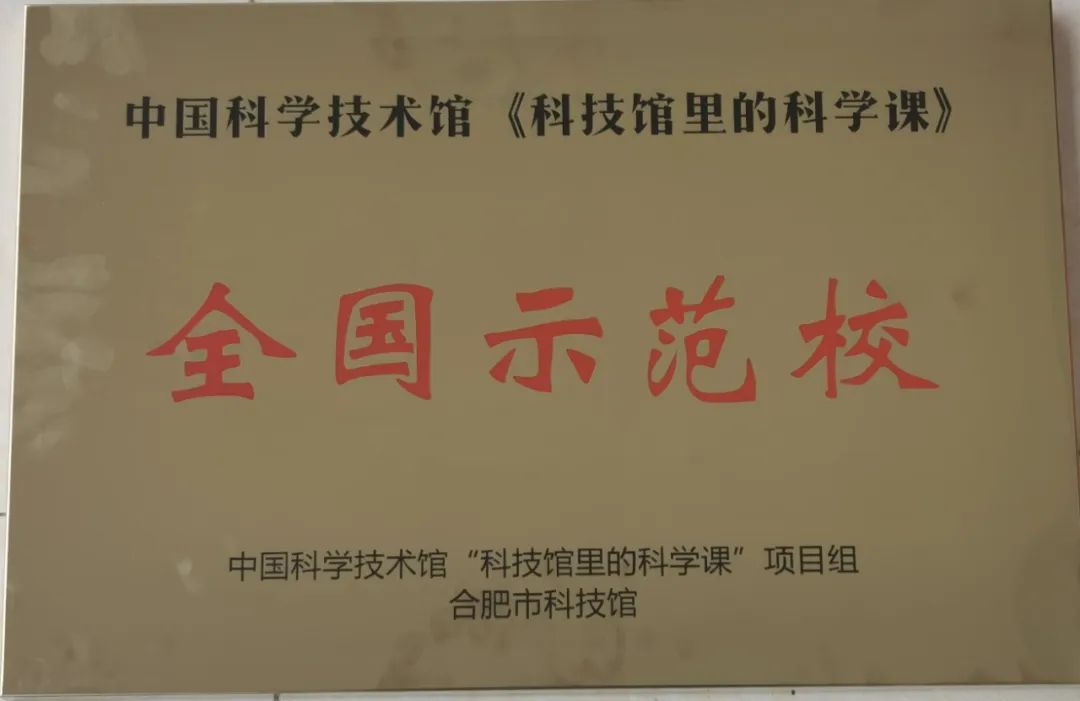 中国科学技术馆《科技馆里的科学课》
全国示范校
中国科学技术馆“科技馆里的科学课”项目组
合肥市科技馆